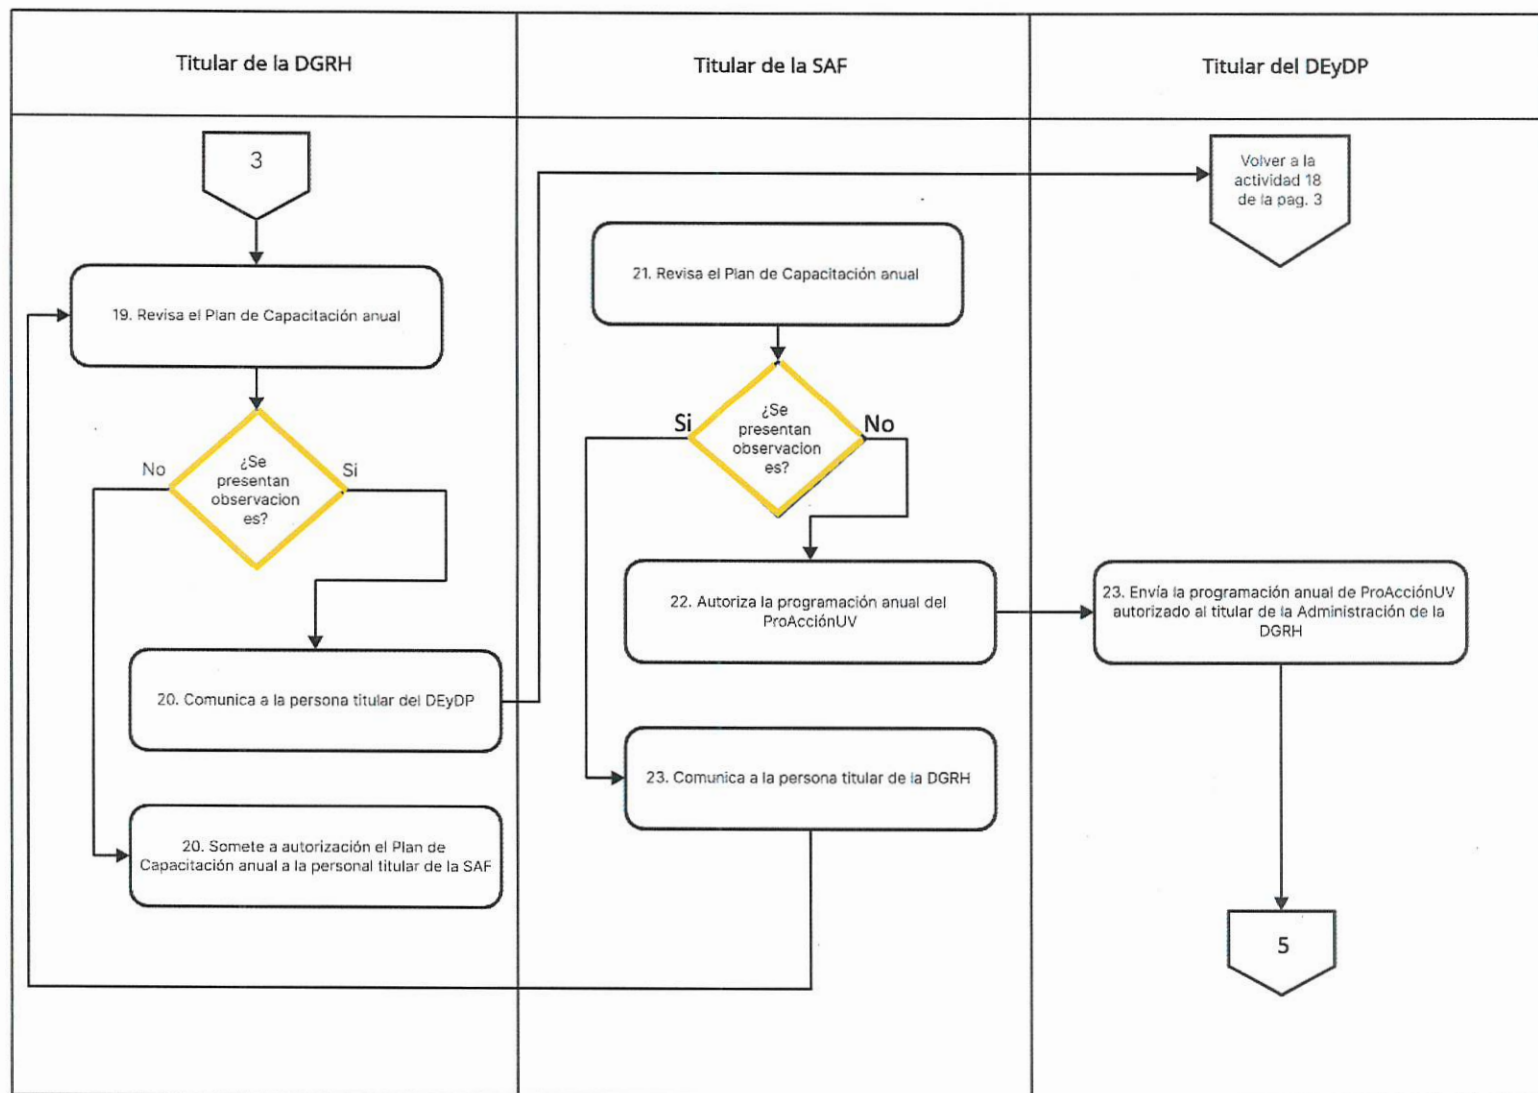 Titular de la DGRH
Titular de la SAF
Titular del DEyDP
3
19. Revisa el Plan de Capacitación anual
¿Se
presentan
observacion
es?
No
Si
20. Comunica a la persona titular del DEyDP
20. Somete a autorización el Plan de
Capacitación anual a la personal titular de la SAF
21. Revisa el Plan de Capacitación anual
¿Se
presentan
observacion
es?
Si
No
22. Autoriza la programación anual del
ProAcciónUV
23. Comunica a la persona titular de la DGRH
Volver a la
actividad 18
de la pag. 3
23. Envía la programación anual de ProAcciónUV
autorizado al titular de la Administración de la
DGRH
5